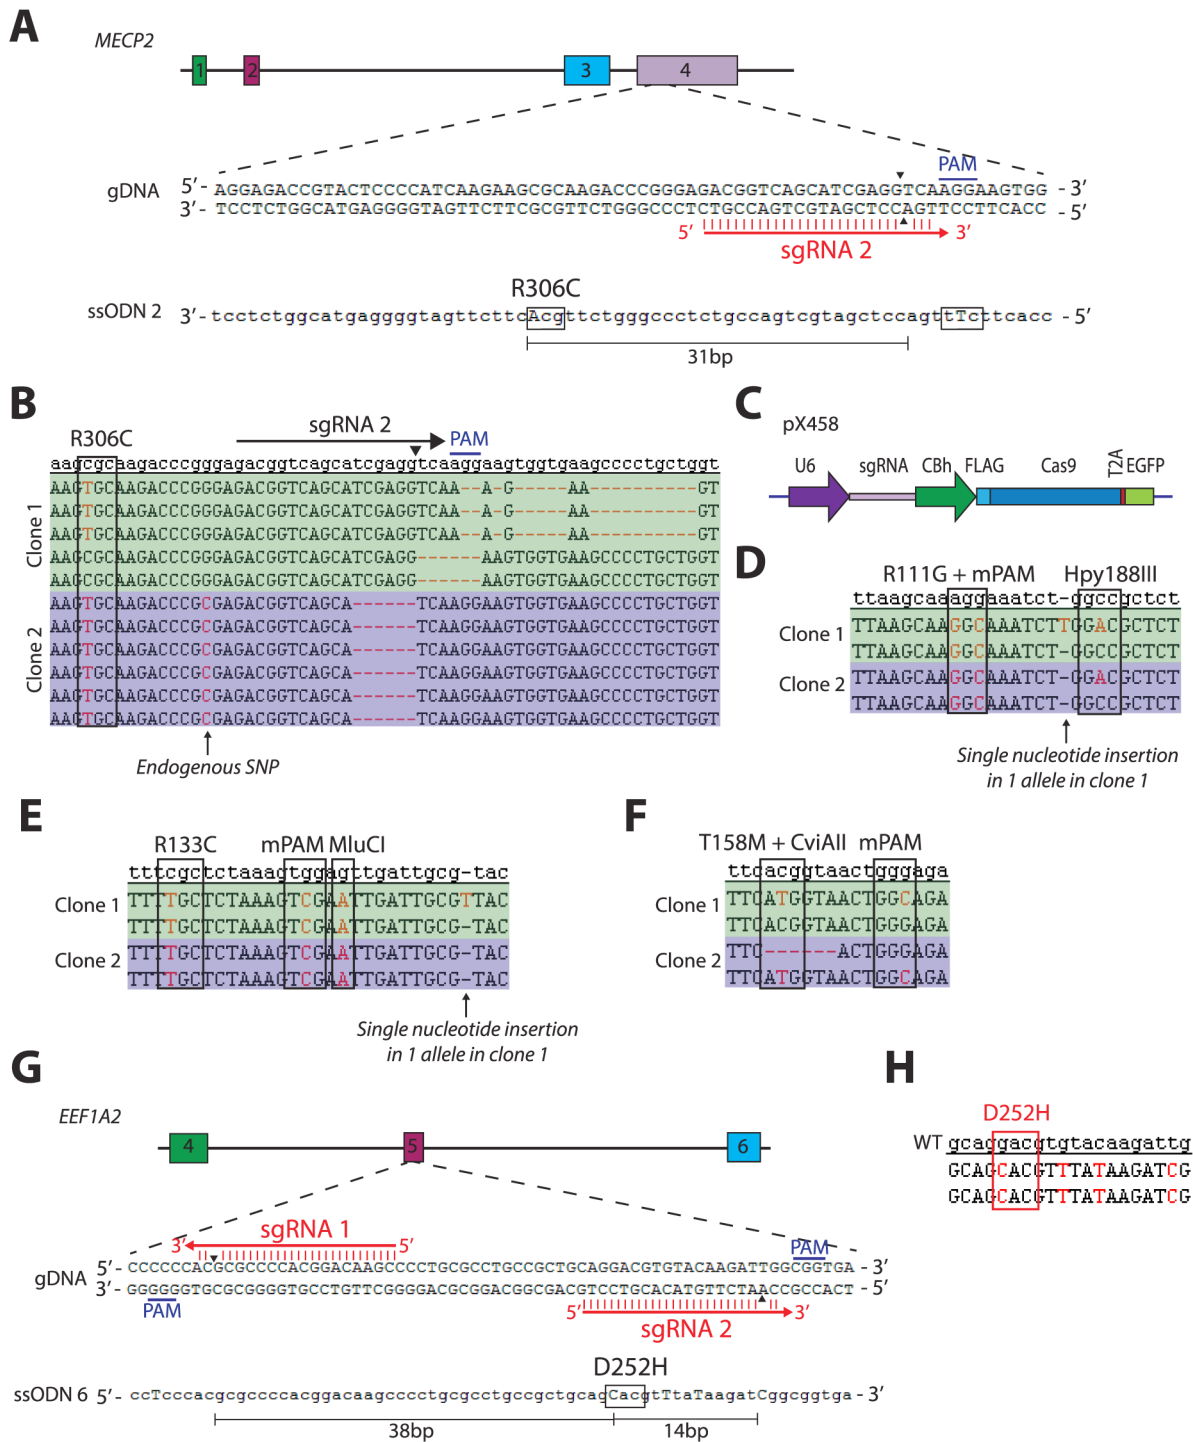 A
MECP2
1 2 3 4
PAM
gDNA 5′- AGGAGACCGTACTCCCCATCAAGAAGCGCAAGACCCGGGAGACGGTCAGCATCGAGGTCAAGGAAGTGG - 3′
3′- TCCTCTGGCATGAGGGGTAGTTCTTCGCGTTCTGGGCCCTCTGCCAGTCGTAGCTCCAGTTCCTTCACC - 5′
5′ 3′
sgRNA 2
R306C
ssODN 2 3′- tcctctggcatgaggggtagttcttcAcgttctgggccctctgccagtcgtagctccagttTcttcacc - 5′
31bp
B
R306C sgRNA 2 PAM
aagcgcaagacccgggagacggtcagcatcgaggtcaaggaagtggtgaagcccctgctggt
Clone 1
AAGTGCAAGACCCGGGAGACGGTCAGCATCGAGGTCAA--A-G-----AA----------GT
AAGTGCAAGACCCGGGAGACGGTCAGCATCGAGGTCAA--A-G-----AA----------GT
AAGTGCAAGACCCGGGAGACGGTCAGCATCGAGGTCAA--A-G-----AA----------GT
AAGCGCAAGACCCGGGAGACGGTCAGCATCGAGG------AAGTGGTGAAGCCCCTGCTGGT
AAGCGCAAGACCCGGGAGACGGTCAGCATCGAGG------AAGTGGTGAAGCCCCTGCTGGT
Clone 2
AAGTGCAAGACCCGCGAGACGGTCAGCA------TCAAGGAAGTGGTGAAGCCCCTGCTGGT
AAGTGCAAGACCCGCGAGACGGTCAGCA------TCAAGGAAGTGGTGAAGCCCCTGCTGGT
AAGTGCAAGACCCGCGAGACGGTCAGCA------TCAAGGAAGTGGTGAAGCCCCTGCTGGT
AAGTGCAAGACCCGCGAGACGGTCAGCA------TCAAGGAAGTGGTGAAGCCCCTGCTGGT
AAGTGCAAGACCCGCGAGACGGTCAGCA------TCAAGGAAGTGGTGAAGCCCCTGCTGGT
AAGTGCAAGACCCGCGAGACGGTCAGCA------TCAAGGAAGTGGTGAAGCCCCTGCTGGT
Endogenous SNP
C
pX458
U6 sgRNA CBh FLAG Cas9 T2A EGFP
D
R111G + mPAM Hpy188III
ttaagcaaaggaaatct-ggccgctct
Clone 1
TTAAGCAAGGCAAATCTTGGACGCTCT
TTAAGCAAGGCAAATCT-GGCCGCTCT
Clone 2
TTAAGCAAGGCAAATCT-GGACGCTCT
TTAAGCAAGGCAAATCT-GGCCGCTCT
Single nucleotide insertion
in 1 allele in clone 1
E
R133C mPAM MluCI
tttcgctctaaagtggagttgattgcg-tac
Clone 1
TTTTGCTCTAAAGTCGAATTGATTGCGTTAC
TTTTGCTCTAAAGTCGAATTGATTGCG-TAC
Clone 2
TTTTGCTCTAAAGTCGAATTGATTGCG-TAC
TTTTGCTCTAAAGTCGAATTGATTGCG-TAC
Single nucleotide insertion
in 1 allele in clone 1
F
T158M + CviAII mPAM
ttcacggtaactgggaga
Clone 1
TTCATGGTAACTGGCAGA
TTCACGGTAACTGGGAGA
Clone 2
TTC------ACTGGGAGA
TTCATGGTAACTGGCAGA
G
EEF1A2
4 5 6
sgRNA 1
3′ 5′
PAM
gDNA 5′- CCCCCCACGCGCCCCACGGACAAGCCCCTGCGCCTGCCGCTGCAGGACGTGTACAAGATTGGCGGTGA - 3′
3′- GGGGGGTGCGCGGGGTGCCTGTTCGGGGACGCGGACGGCGACGTCCTGCACATGTTCTAACCGCCACT - 5′
PAM
5′ 3′
sgRNA 2
D252H
ssODN 6 5′- ccTcccacgcgccccacggacaagcccctgcgcctgccgctgcagCacgtTtaTaagatCggcggtga - 3′
38bp 14bp
H
D252H
WT gcaggacgtgtacaagattg
GCAGCACGTTTATAAGATCG
GCAGCACGTTTATAAGATCG